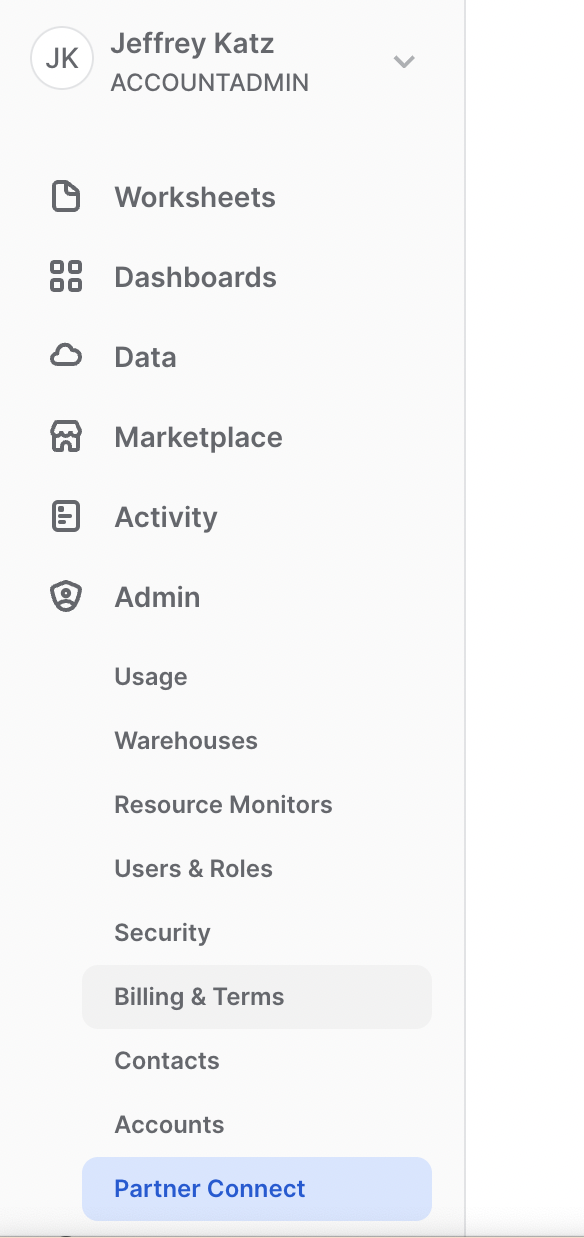 JK
Jeffrey Katz
ACCOUNTADMIN
Worksheets
Dashboards
Data
Marketplace
Activity
Admin
Usage
Warehouses
Resource Monitors
Users & Roles
Security
Billing & Terms
Contacts
Accounts
Partner Connect